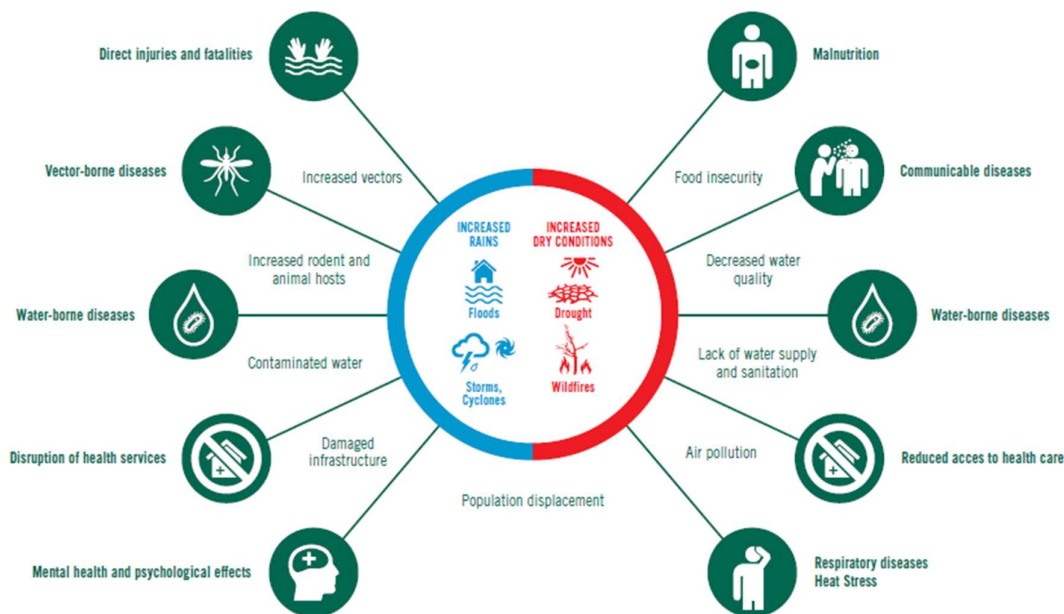 Direct injuries and fatalities
Malnutrition
Vector-borne diseases
Increased vectors
Food insecurity
Communicable diseases
INCREASED
RAINS
INCREASED
DRY CONDITIONS
Increased rodent and
animal hosts
Decreased water
quality
Water-borne diseases
Floods
Drought
Water-borne diseases
Contaminated water
Lack of water supply
and sanitation
Storms,
Cyclones
Wildfires
Disruption of health services
Damaged
infrastructure
Air pollution
Reduced acces to health care
Population displacement
Mental health and psychological effects
Respiratory diseases
Heat Stress